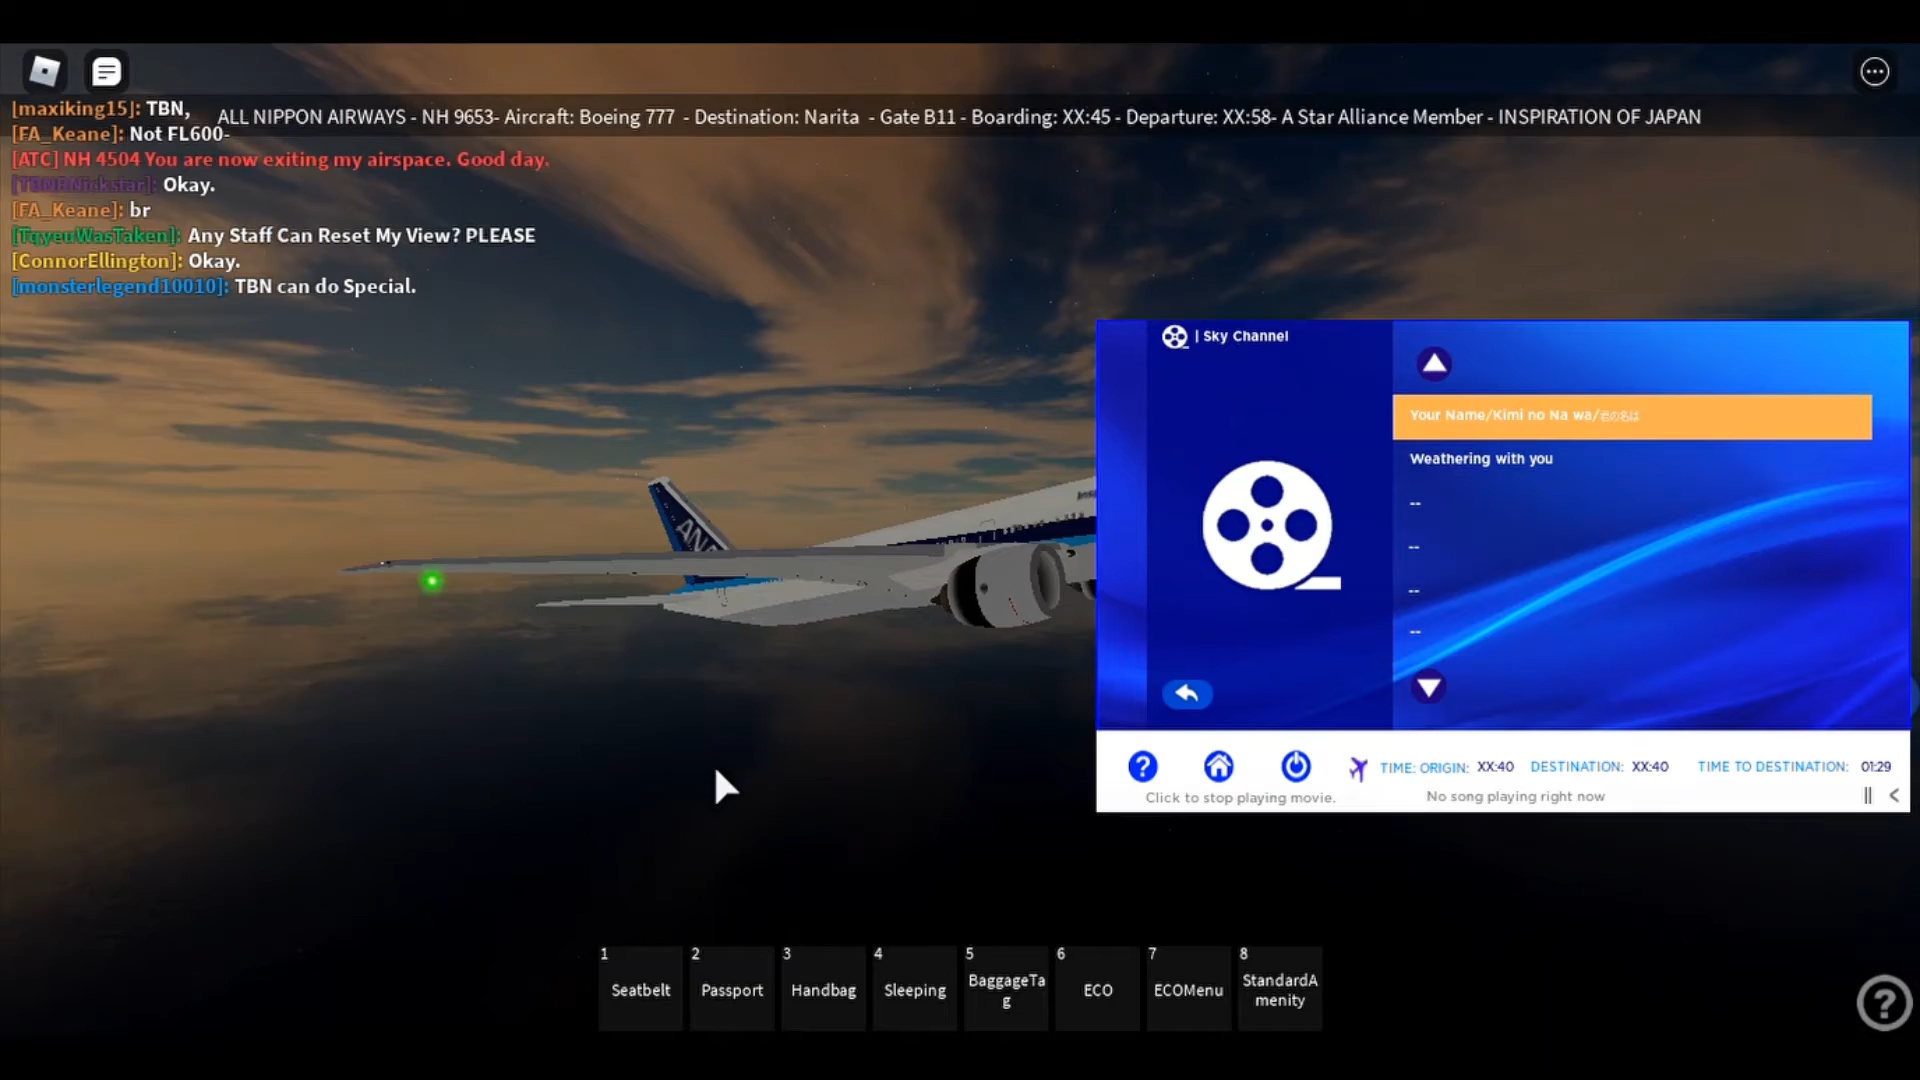 [maxiking15]: TBN,
ALL NIPPON AIRWAYS - NH 9653- Aircraft: Boeing 777 - Destination: Narita - Gate B11 - Boarding: XX:45 - Departure: XX:58- A Star Alliance Member - INSPIRATION OF JAPAN
[FA_Keane]: Not FL600-
[ATC] NH 4504 You are now exiting my airspace. Good day.
Okay.
[FA_Keane]: br
[TqyeuWasTaken]: Any Staff Can Reset My View? PLEASE
[ConnorEllington]: Okay.
[monsterlegend10010]: TBN can do Special.
| Sky Channel
Your Name/Kimi no Na wa/君の名は
Weathering with you
--
--
--
--
ANA
TIME: ORIGIN: XX:40 DESTINATION: XX:40 TIME TO DESTINATION: 01:29
Click to stop playing movie.
No song playing right now
|| <
1
Seatbelt
2
Passport
3
Handbag
4
Sleeping
5
BaggageTa
g
6
ECO
7
ECOMenu
8
StandardA
menity
?